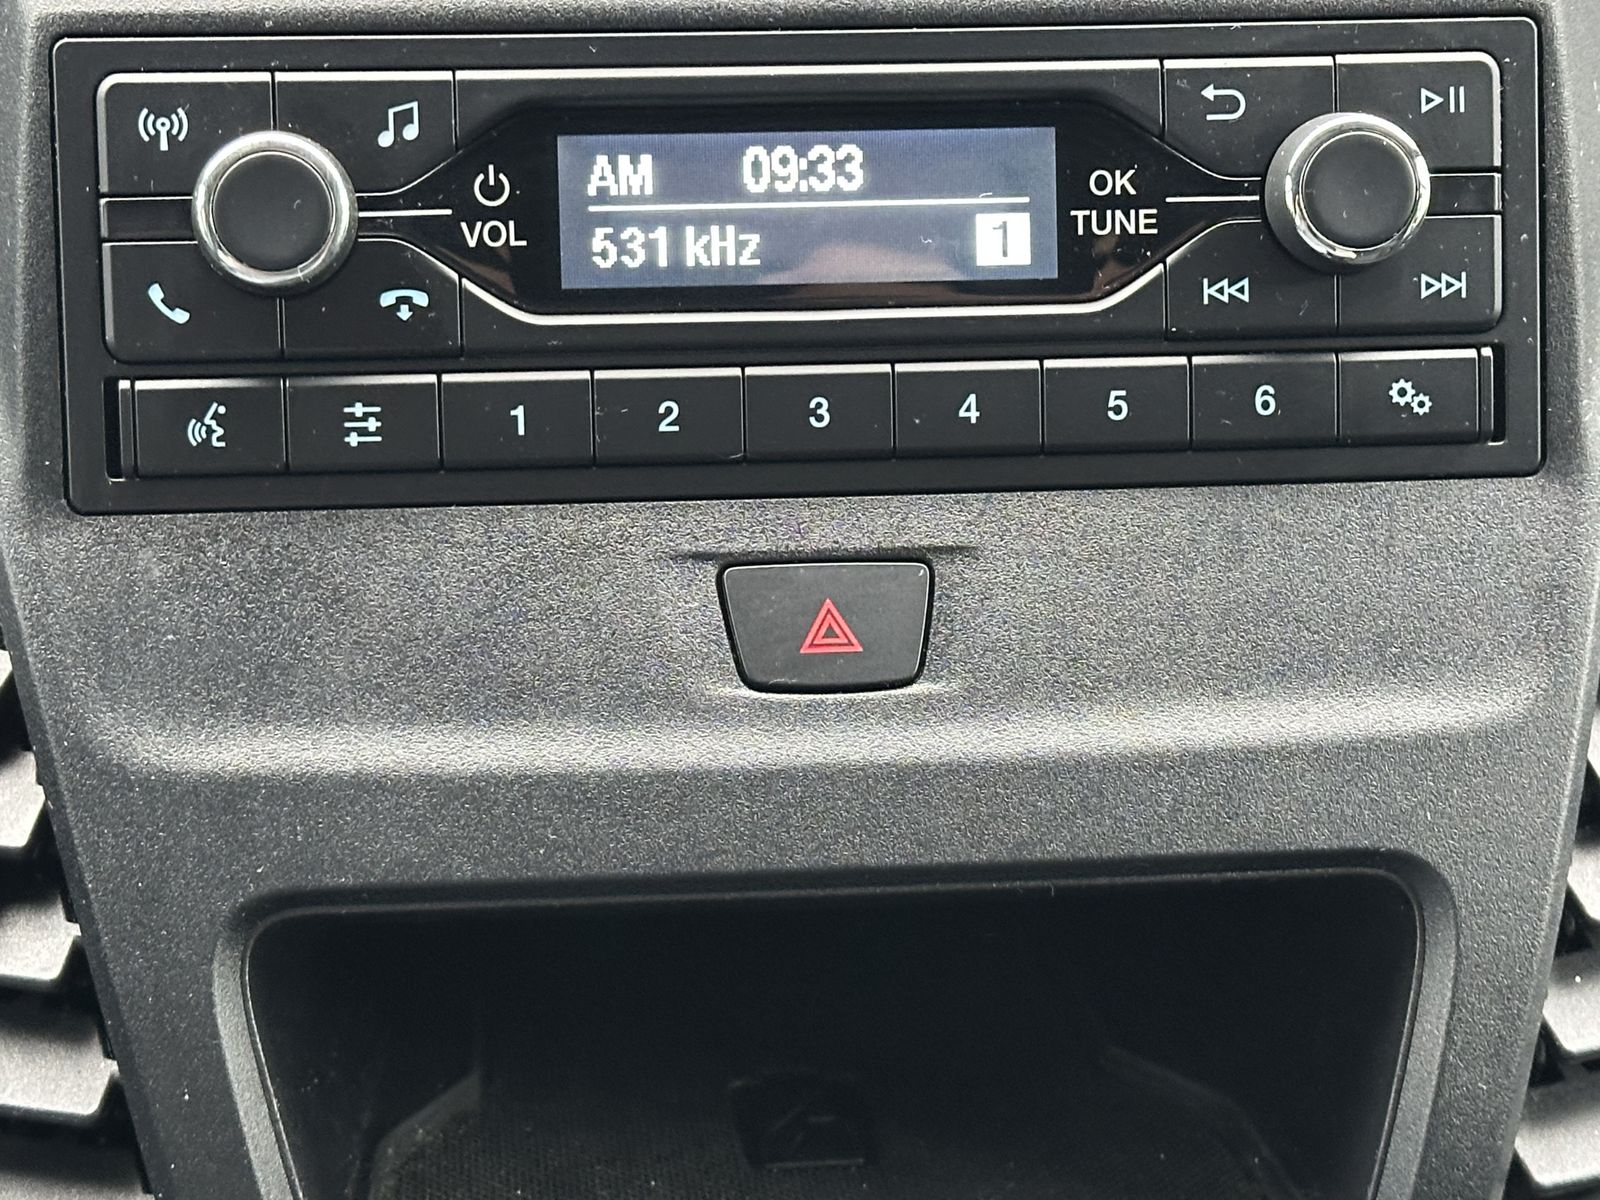 AM 09:33
531 kHz 1
VOL
OK
TUNE
1 2 3 4 5 6